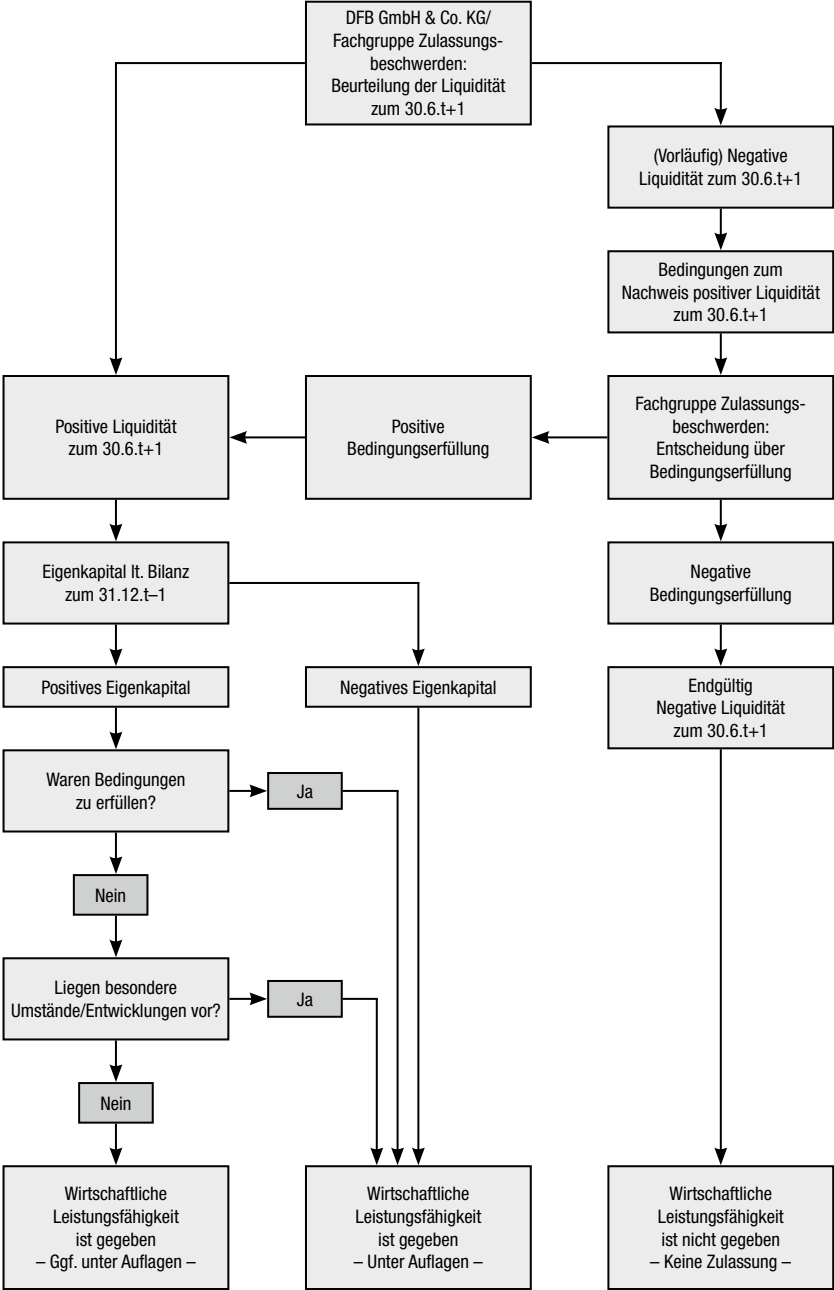 DFB GmbH & Co. KG/
Fachgruppe Zulassungs-
beschwerden:
Beurteilung der Liquidität
zum 30.6.t+1
(Vorläufig) Negative
Liquidität zum 30.6.t+1
Bedingungen zum
Nachweis positiver Liquidität
zum 30.6.t+1
Positive Liquidität
zum 30.6.t+1
Positive
Bedingungserfüllung
Fachgruppe Zulassungs-
beschwerden:
Entscheidung über
Bedingungserfüllung
Eigenkapital lt. Bilanz
zum 31.12.t–1
Negative
Bedingungserfüllung
Positives Eigenkapital
Negatives Eigenkapital
Endgültig
Negative Liquidität
zum 30.6.t+1
Waren Bedingungen
zu erfüllen?
Ja
Nein
Liegen besondere
Umstände/Entwicklungen vor?
Ja
Nein
Wirtschaftliche
Leistungsfähigkeit
ist gegeben
– Ggf. unter Auflagen –
Wirtschaftliche
Leistungsfähigkeit
ist gegeben
– Unter Auflagen –
Wirtschaftliche
Leistungsfähigkeit
ist nicht gegeben
– Keine Zulassung –